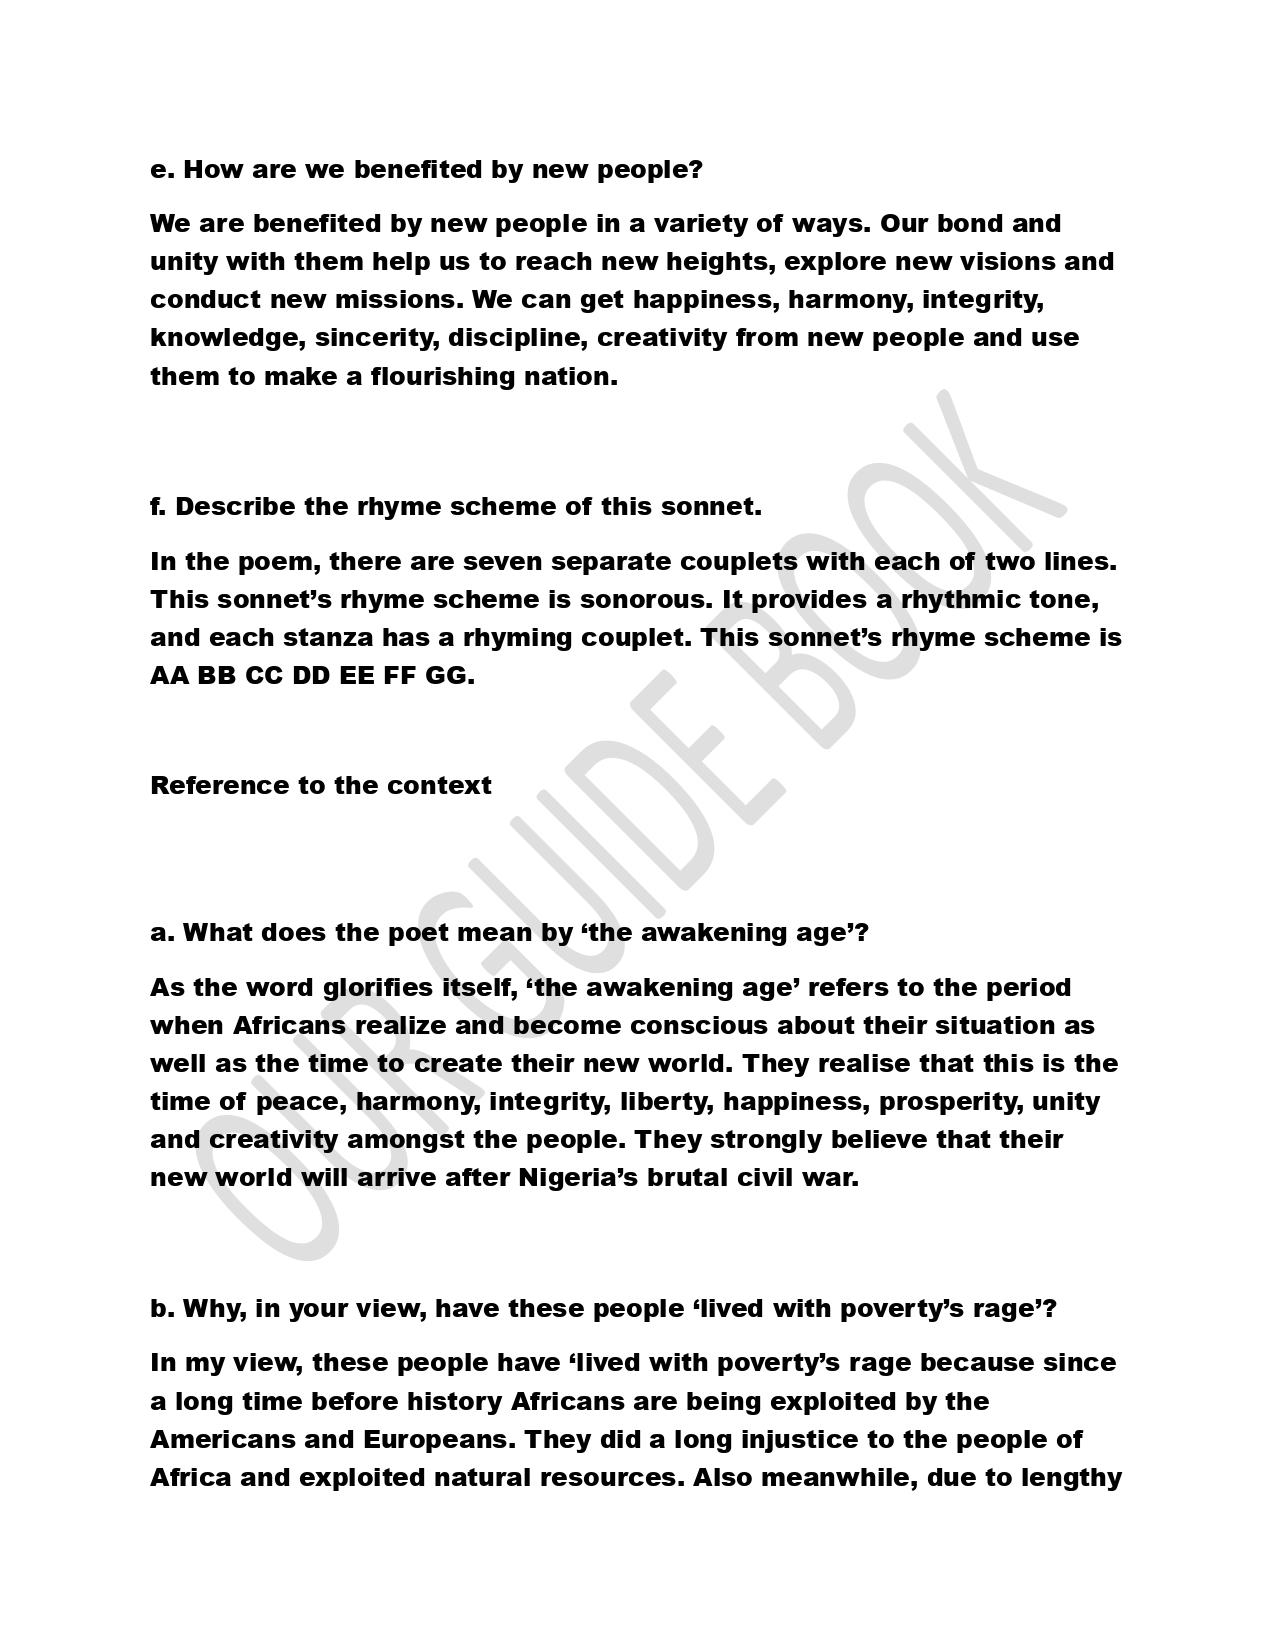 e. How are we benefited by new people?
We are benefited by new people in a variety of ways. Our bond and
unity with them help us to reach new heights, explore new visions and
conduct new missions. We can get happiness, harmony, integrity,
knowledge, sincerity, discipline, creativity from new people and use
them to make a flourishing nation.
f. Describe the rhyme scheme of this sonnet.
In the poem, there are seven separate couplets with each of two lines.
This sonnet’s rhyme scheme is sonorous. It provides a rhythmic tone,
and each stanza has a rhyming couplet. This sonnet’s rhyme scheme is
AA BB CC DD EE FF GG.
Reference to the context
a. What does the poet mean by ‘the awakening age’?
As the word glorifies itself, ‘the awakening age’ refers to the period
when Africans realize and become conscious about their situation as
well as the time to create their new world. They realise that this is the
time of peace, harmony, integrity, liberty, happiness, prosperity, unity
and creativity amongst the people. They strongly believe that their
new world will arrive after Nigeria’s brutal civil war.
b. Why, in your view, have these people ‘lived with poverty’s rage’?
In my view, these people have ‘lived with poverty’s rage because since
a long time before history Africans are being exploited by the
Americans and Europeans. They did a long injustice to the people of
Africa and exploited natural resources. Also meanwhile, due to lengthy
OUR GUIDE BOOK